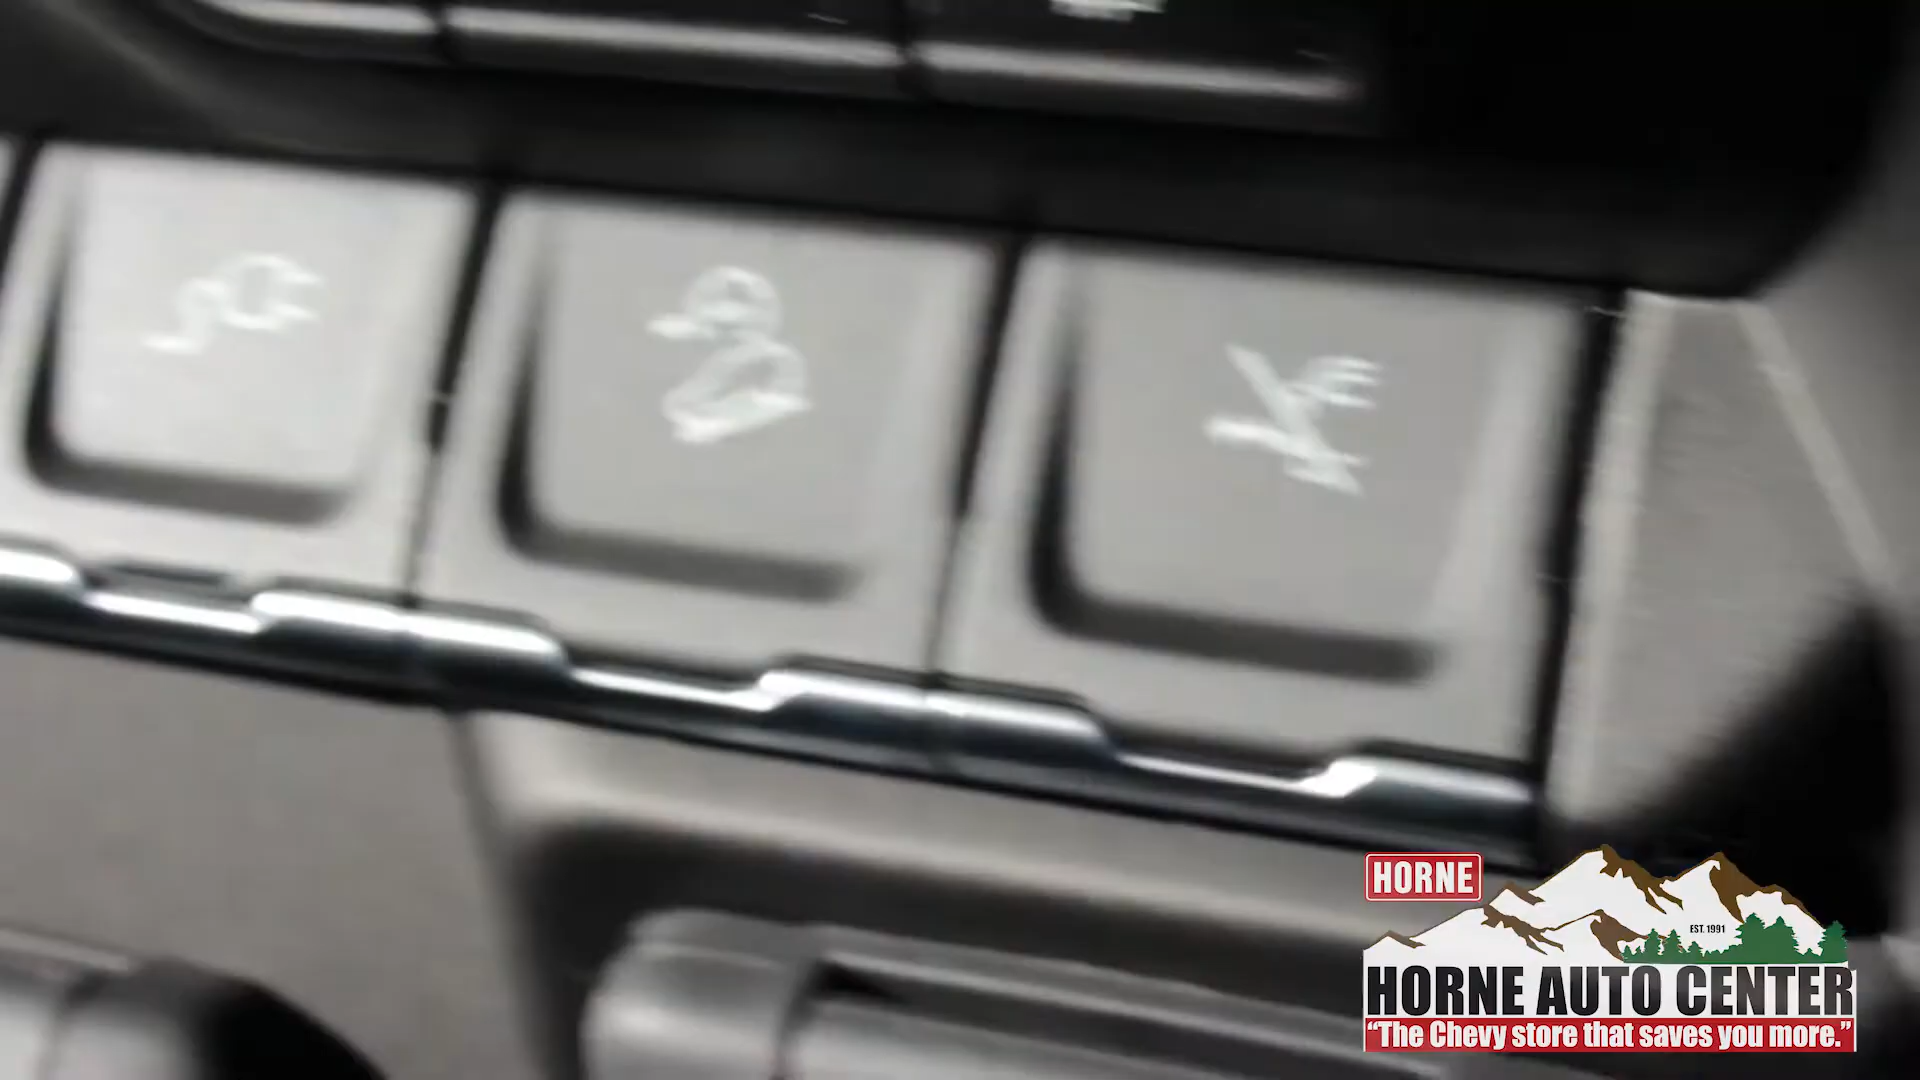 HORNE
EST. 1991
HORNE AUTO CENTER
"The Chevy store that saves you more."